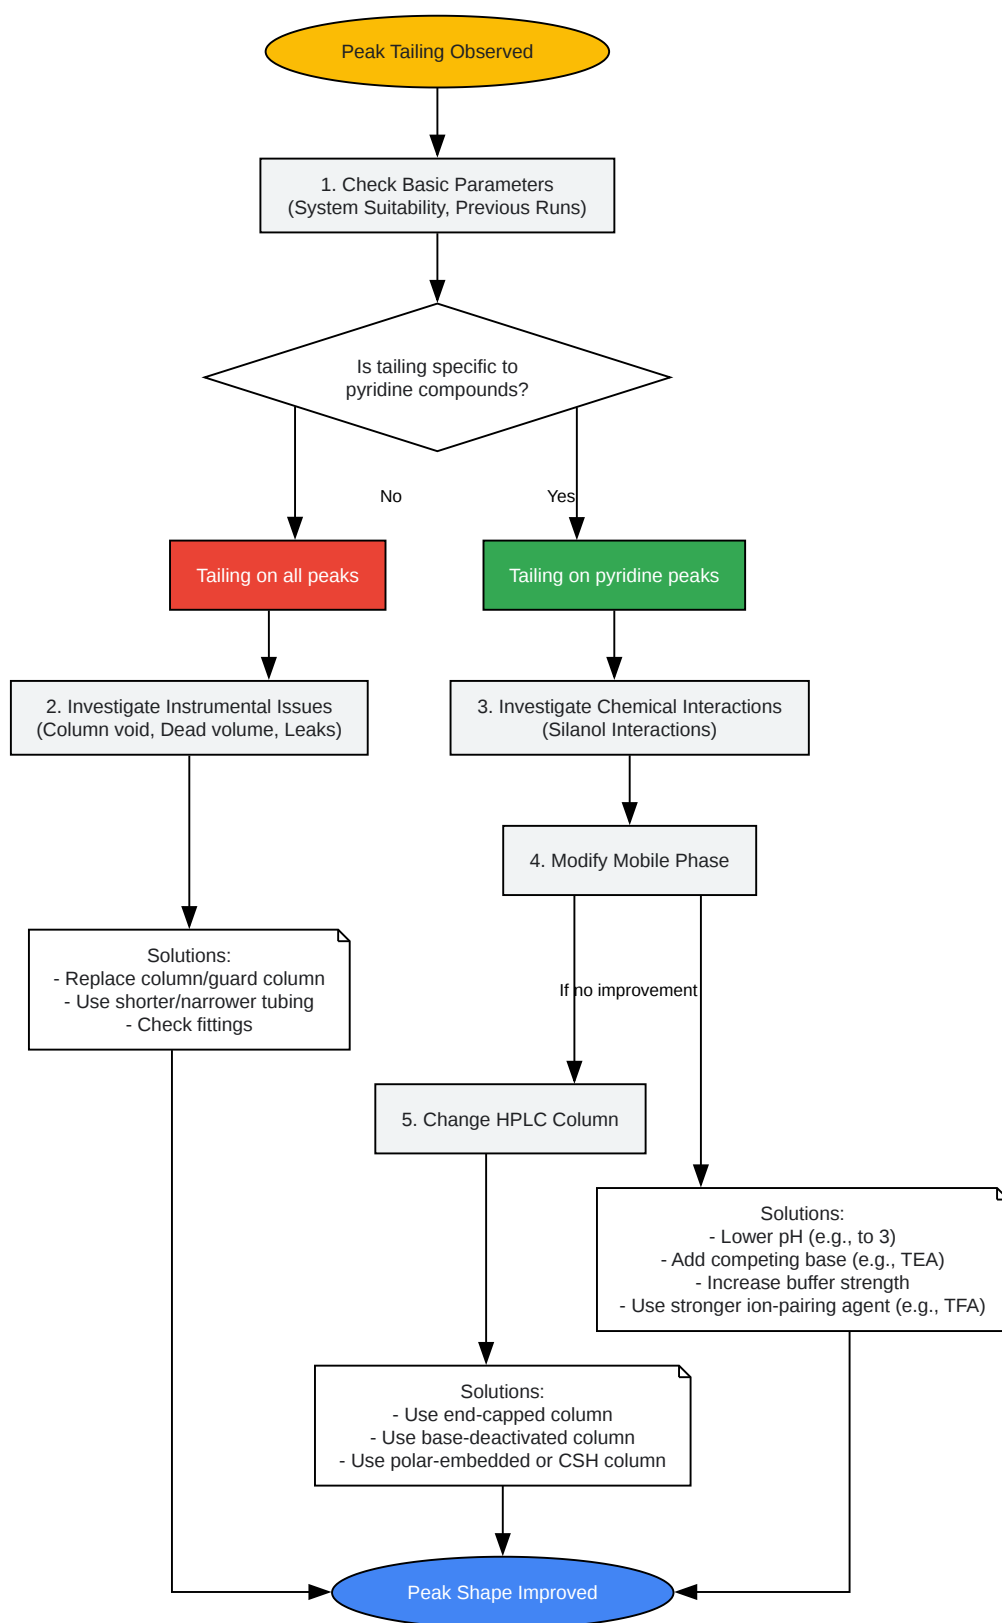 Peak Tailing Observed
1. Check Basic Parameters
(System Suitability, Previous Runs)
Is tailing specific to
pyridine compounds?
No
Yes
Tailing on all peaks
Tailing on pyridine peaks
2. Investigate Instrumental Issues
(Column void, Dead volume, Leaks)
3. Investigate Chemical Interactions
(Silanol Interactions)
4. Modify Mobile Phase
Solutions:
- Replace column/guard column
- Use shorter/narrower tubing
- Check fittings
If no improvement
5. Change HPLC Column
Solutions:
- Lower pH (e.g., to 3)
- Add competing base (e.g., TEA)
- Increase buffer strength
- Use stronger ion-pairing agent (e.g., TFA)
Solutions:
- Use end-capped column
- Use base-deactivated column
- Use polar-embedded or CSH column
Peak Shape Improved